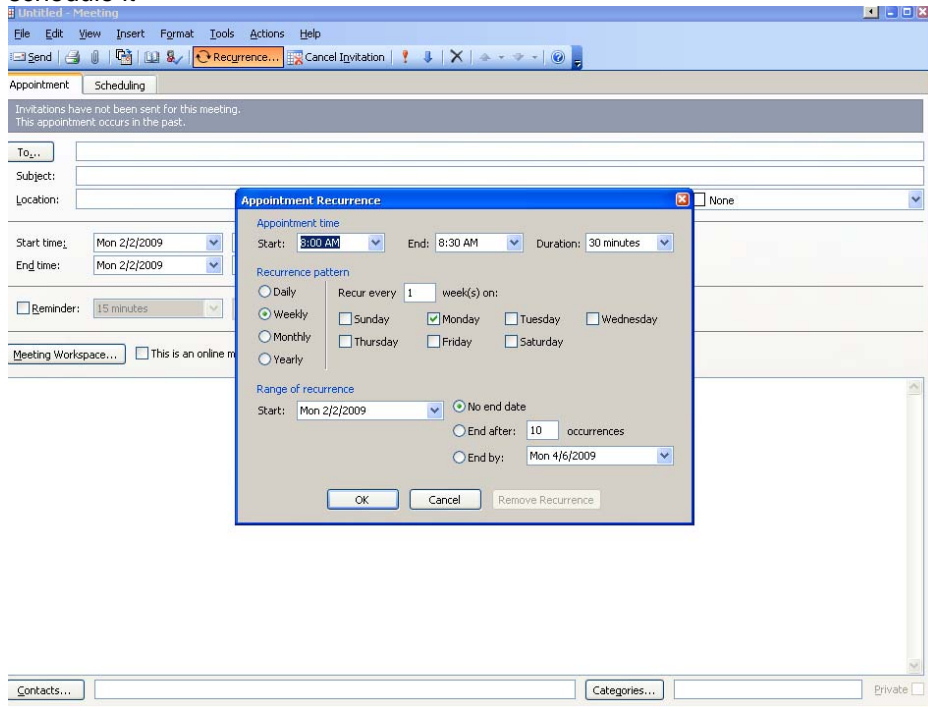 Untitled - Meeting
File Edit View Insert Format Tools Actions Help
Send Recurrence... Cancel Invitation
Appointment Scheduling
Invitations have not been sent for this meeting.
This appointment occurs in the past.
To...
Subject:
Location: None
Appointment Recurrence
Appointment time
Start: 8:00 AM End: 8:30 AM Duration: 30 minutes
Start time: Mon 2/2/2009
End time: Mon 2/2/2009
Recurrence pattern
Daily Recur every 1 week(s) on:
Weekly Sunday Monday Tuesday Wednesday
Monthly Thursday Friday Saturday
Yearly
Reminder: 15 minutes
Meeting Workspace... This is an online m
Range of recurrence
Start: Mon 2/2/2009 No end date
End after: 10 occurrences
End by: Mon 4/6/2009
OK Cancel Remove Recurrence
Contacts... Categories... Private